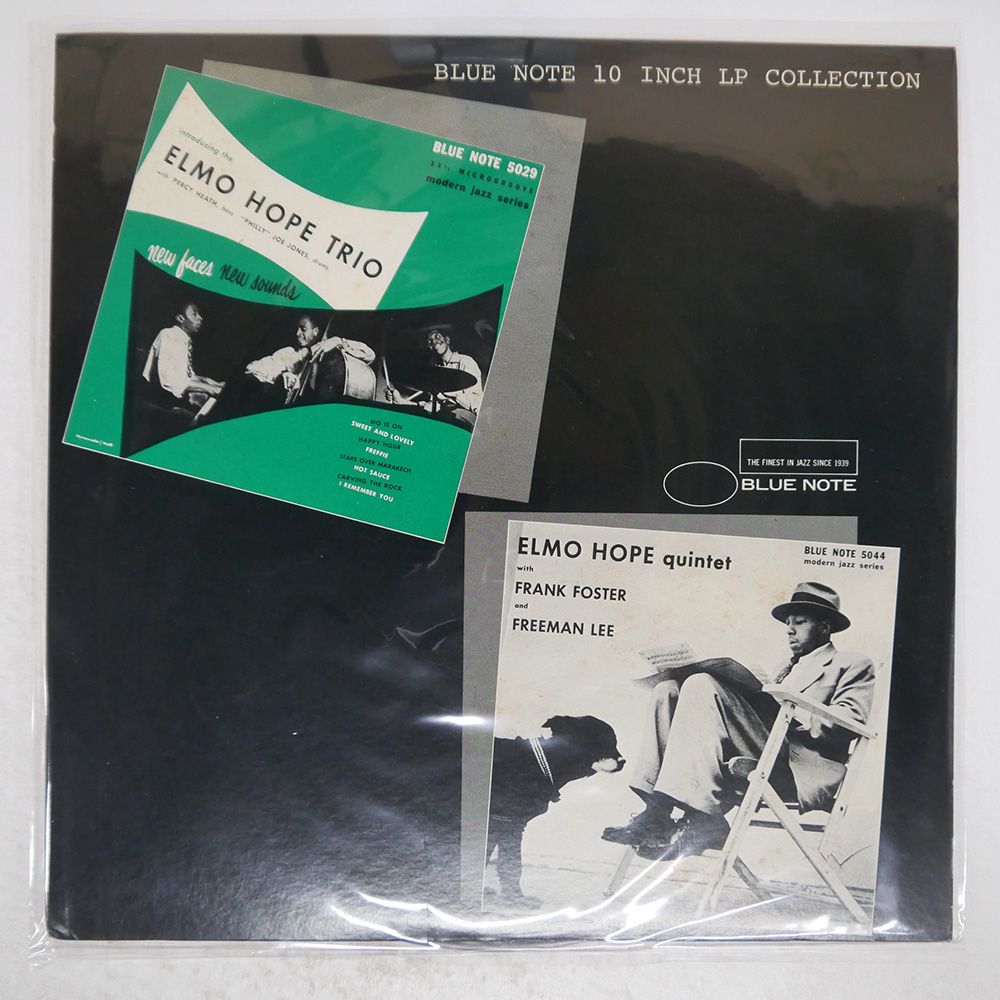 BLUE NOTE 10 INCH LP COLLECTION
introducing the
ELMO HOPE TRIO
with PERCY HEATH, bass "PHILLY" JOE JONES, drums
BLUE NOTE 5029
33⅓ MICROGROOVE
modern jazz series
new faces new sounds
MO IS ON
SWEET AND LOVELY
HAPPY HOUR
FREFFIE
STARS OVER MARAKECH
HOT SAUCE
CARVING THE ROCK
I REMEMBER YOU
THE FINEST IN JAZZ SINCE 1939
BLUE NOTE
ELMO HOPE quintet
with
FRANK FOSTER
and
FREEMAN LEE
BLUE NOTE 5044
modern jazz series